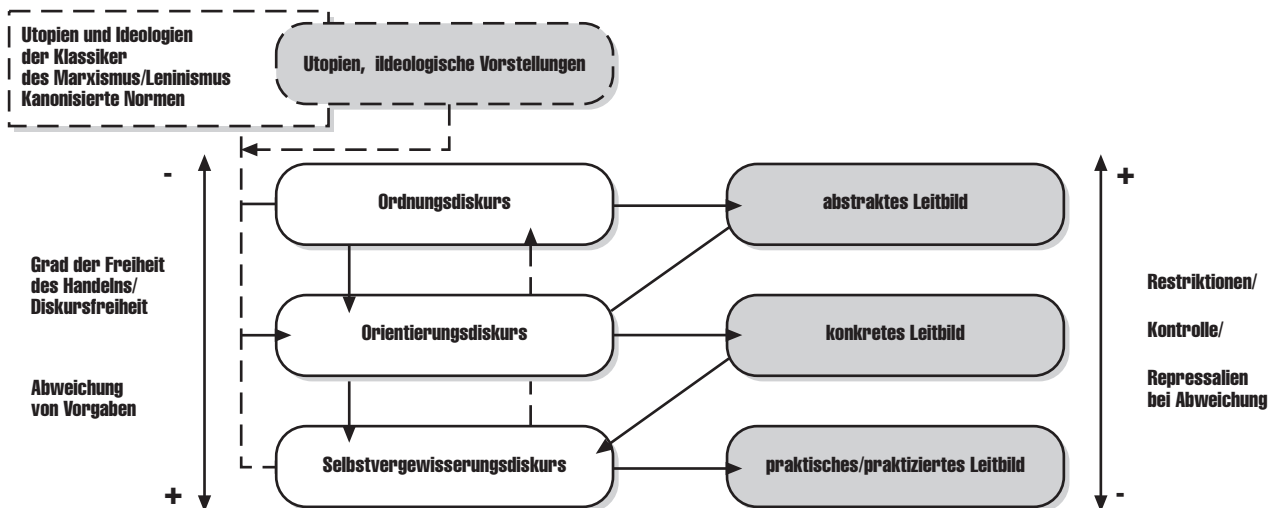 Utopien und Ideologien
der Klassiker
des Marxismus/Leninismus
Kanonisierte Normen
Utopien, ildeologische Vorstellungen
-
+
Ordnungsdiskurs
abstraktes Leitbild
Grad der Freiheit
des Handelns/
Diskursfreiheit
Restriktionen/
Orientierungsdiskurs
konkretes Leitbild
Kontrolle/
Abweichung
von Vorgaben
Repressalien
bei Abweichung
Selbstvergewisserungsdiskurs
praktisches/praktiziertes Leitbild
+
-